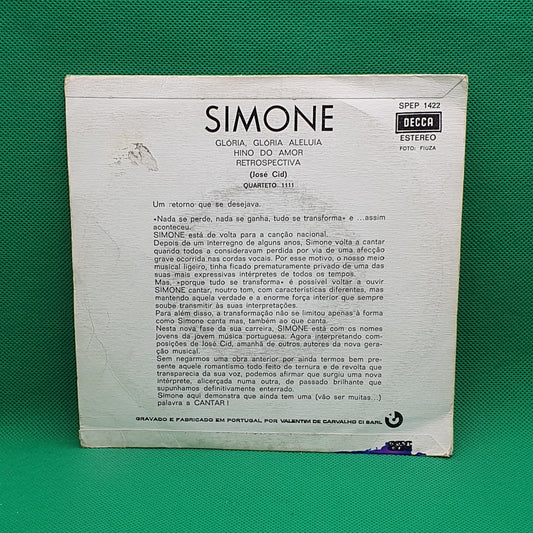 SPEP 1422
DECCA
ESTEREO
FOTO: FIUZA
SIMONE
GLÓRIA, GLÓRIA ALELUIA
HINO DO AMOR
RETROSPECTIVA
(José Cid)
QUARTETO 1111
Um retorno que se desejava.
«Nada se perde, nada se ganha, tudo se transforma» e ...assim
aconteceu.
SIMONE está de volta para a canção nacional.
Depois de um interregno de alguns anos, Simone volta a cantar
quando todos a consideravam perdida por via de uma afecção
grave ocorrida nas cordas vocais. Por esse motivo, o nosso meio
musical ligeiro, tinha ficado prematuramente privado de uma das
suas mais expressivas intérpretes de todos os tempos.
Mas, «porque tudo se transforma» é possível voltar a ouvir
SIMONE cantar, noutro tom, com características diferentes, mas
mantendo aquela verdade e a enorme força interior que sempre
soube transmitir às suas interpretações.
Para além disso, a transformação não se limitou apenas à forma
como Simone canta mas, também ao que canta.
Nesta nova fase da sua carreira, SIMONE está com os nomes
jovens da jovem música portuguesa. Agora interpretando com-
posições de José Cid, amanhã de outros autores da nova gera-
ção musical.
Sem negarmos uma obra anterior por ainda termos bem pre-
sente aquele romantismo todo feito de ternura e de revolta que
transparecia da sua voz, podemos afirmar que surgiu uma nova
intérprete, alicerçada numa outra, de passado brilhante que
supunhamos definitivamente enterrado.
Simone aqui demonstra que ainda tem uma (vão ser muitas...)
palavra a CANTAR!
GRAVADO E FABRICADO EM PORTUGAL POR VALENTIM DE CARVALHO CI SARL